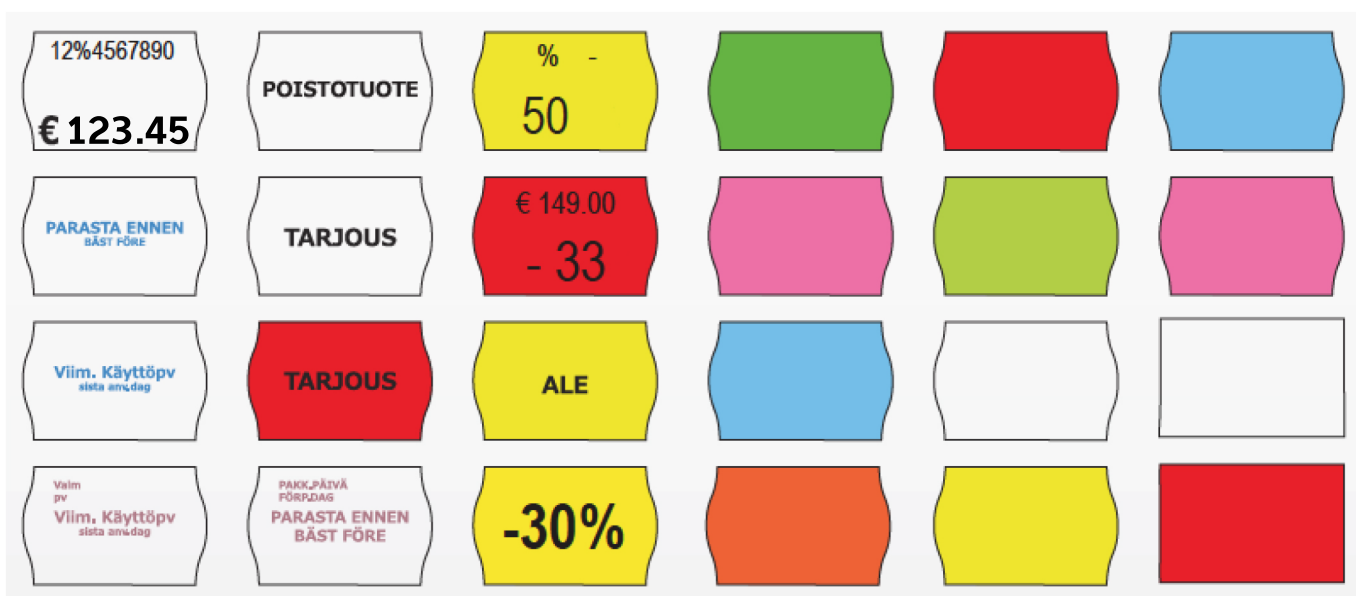 12%4567890
€ 123.45
POISTOTUOTE
% -
50
PARASTA ENNEN
BÄST FÖRE
TARJOUS
€ 149.00
- 33
Viim. Käyttöpv
sista anv.dag
TARJOUS
ALE
Valm
pv
Viim. Käyttöpv
sista anv.dag
PAKK.PÄIVÄ
FÖRP.DAG
PARASTA ENNEN
BÄST FÖRE
-30%